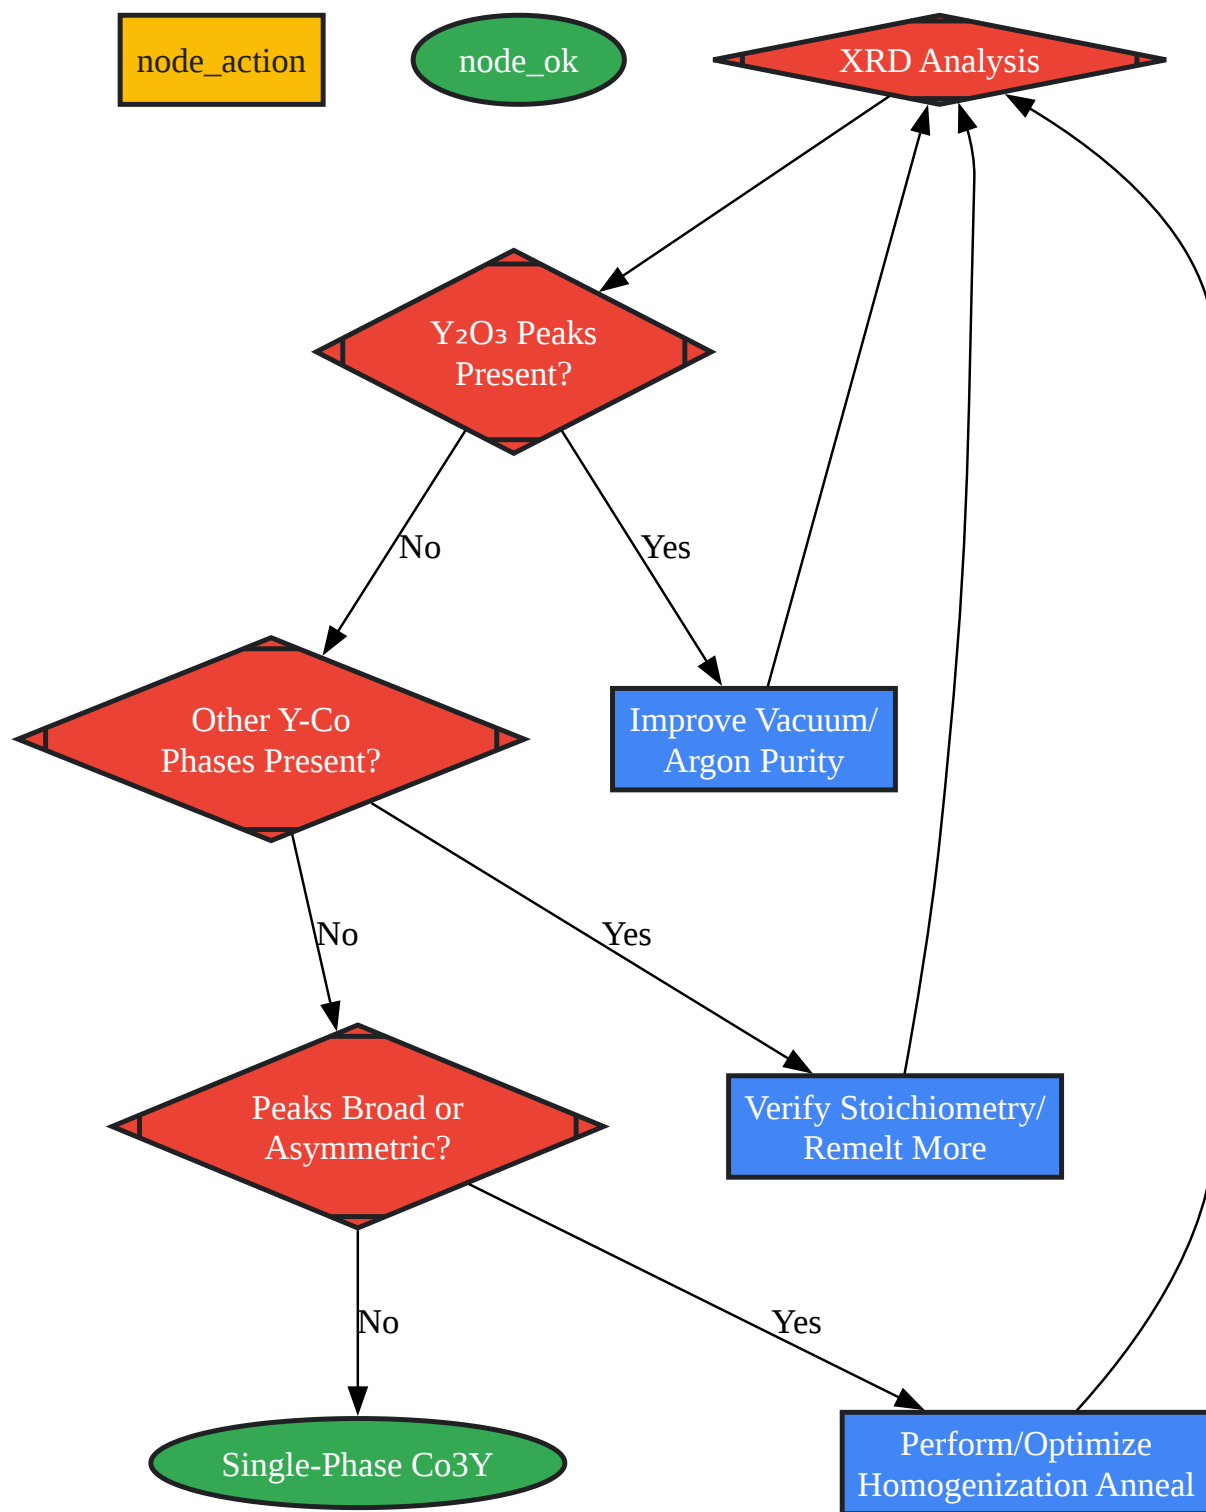 node_action
node_ok
XRD Analysis
Y₂O₃ Peaks
Present?
No
Yes
Other Y-Co
Phases Present?
Improve Vacuum/
Argon Purity
No
Yes
Peaks Broad or
Asymmetric?
Verify Stoichiometry/
Remelt More
No
Yes
Single-Phase Co3Y
Perform/Optimize
Homogenization Anneal